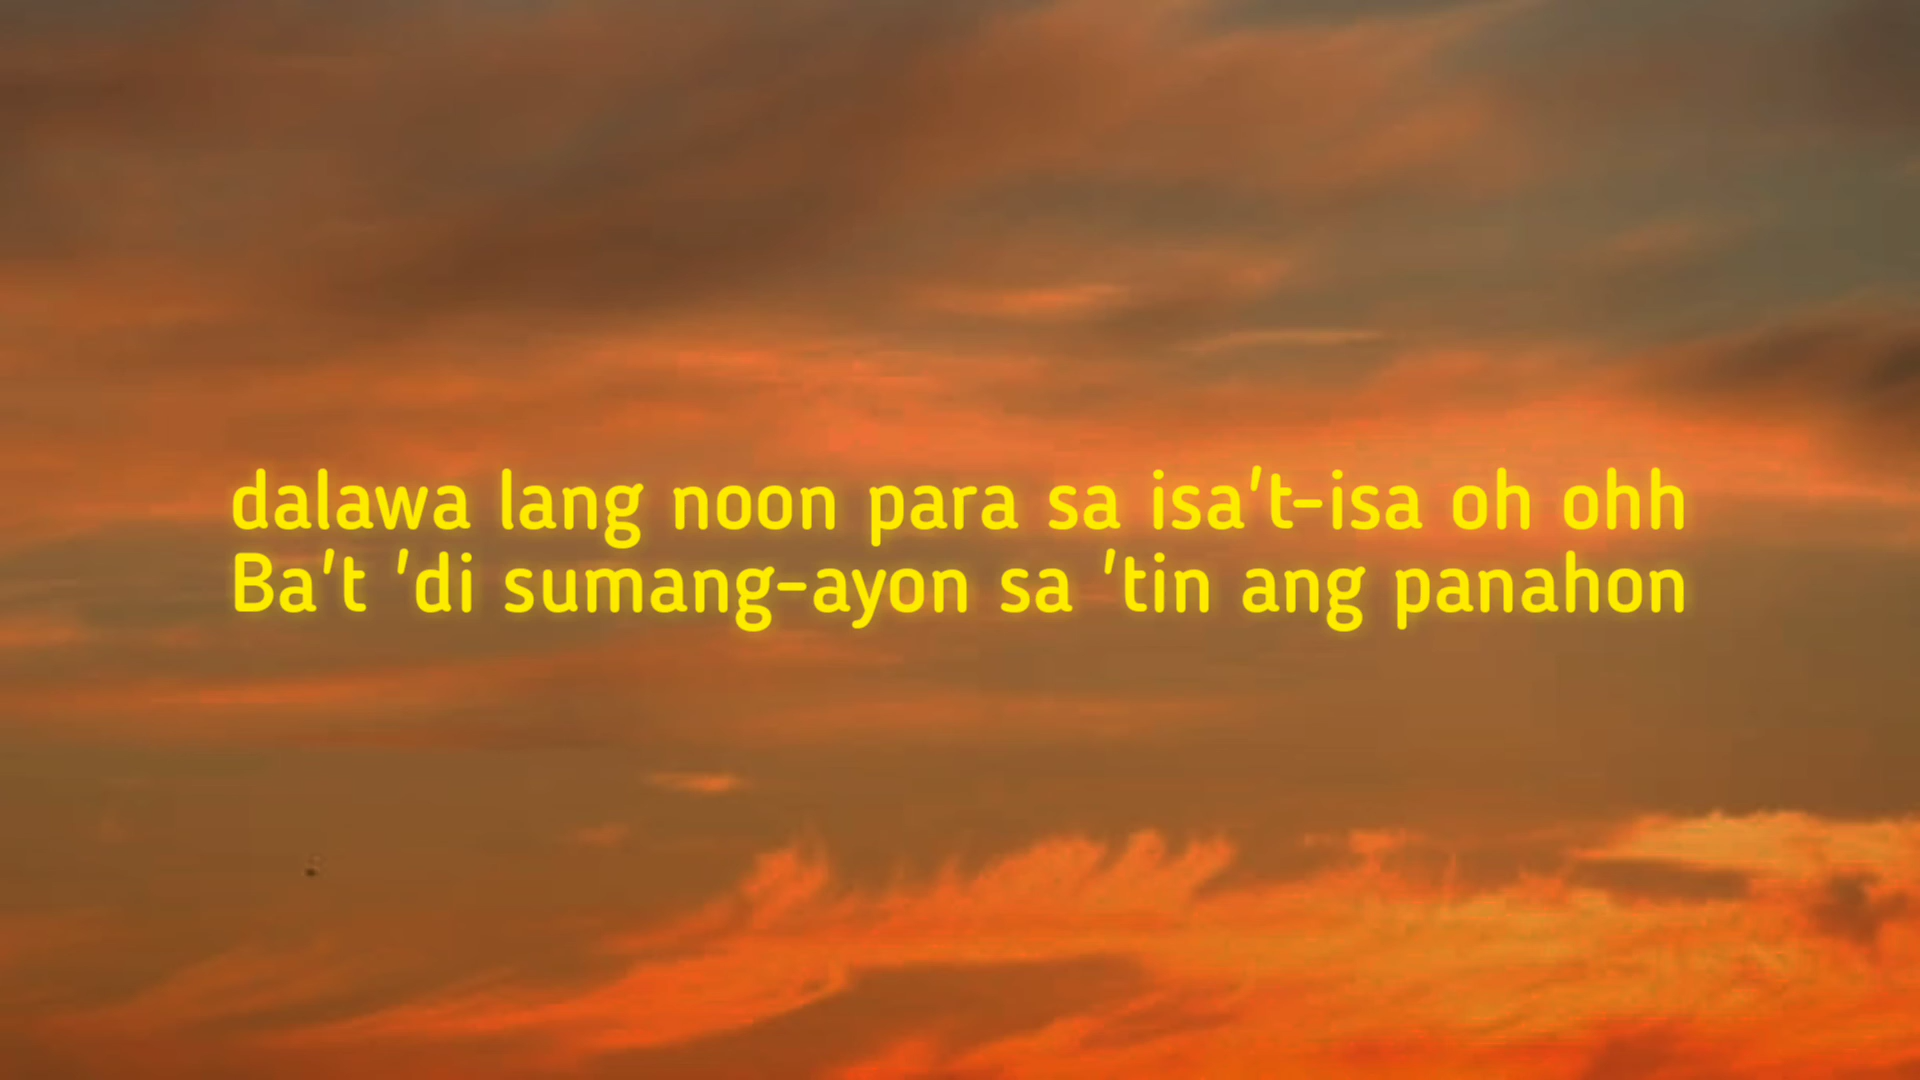 dalawa lang noon para sa isa't-isa oh ohh
Ba't 'di sumang-ayon sa 'tin ang panahon